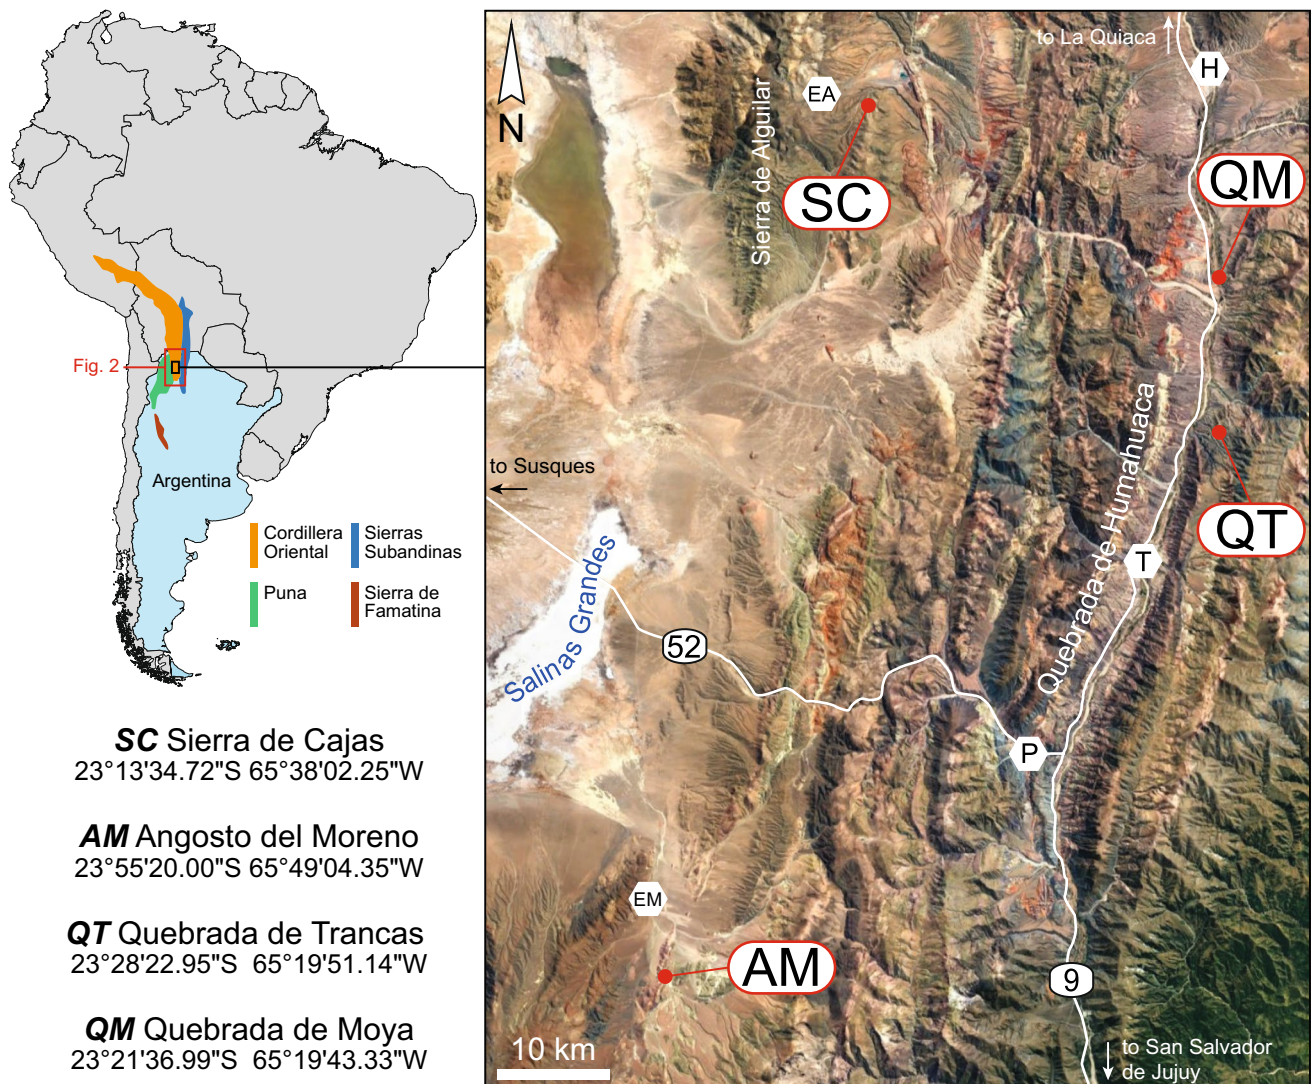 Fig. 2
Argentina
Cordillera
Oriental
Sierras
Subandinas
Puna
Sierra de
Famatina
SC Sierra de Cajas
23°13'34.72"S 65°38'02.25"W
AM Angosto del Moreno
23°55'20.00"S 65°49'04.35"W
QT Quebrada de Trancas
23°28'22.95"S 65°19'51.14"W
QM Quebrada de Moya
23°21'36.99"S 65°19'43.33"W
N
to La Quiaca
H
EA
Sierra de Aguilar
SC
QM
to Susques
QT
Quebrada de Humahuaca
T
Salinas Grandes
52
P
EM
AM
9
10 km
to San Salvador
de Jujuy